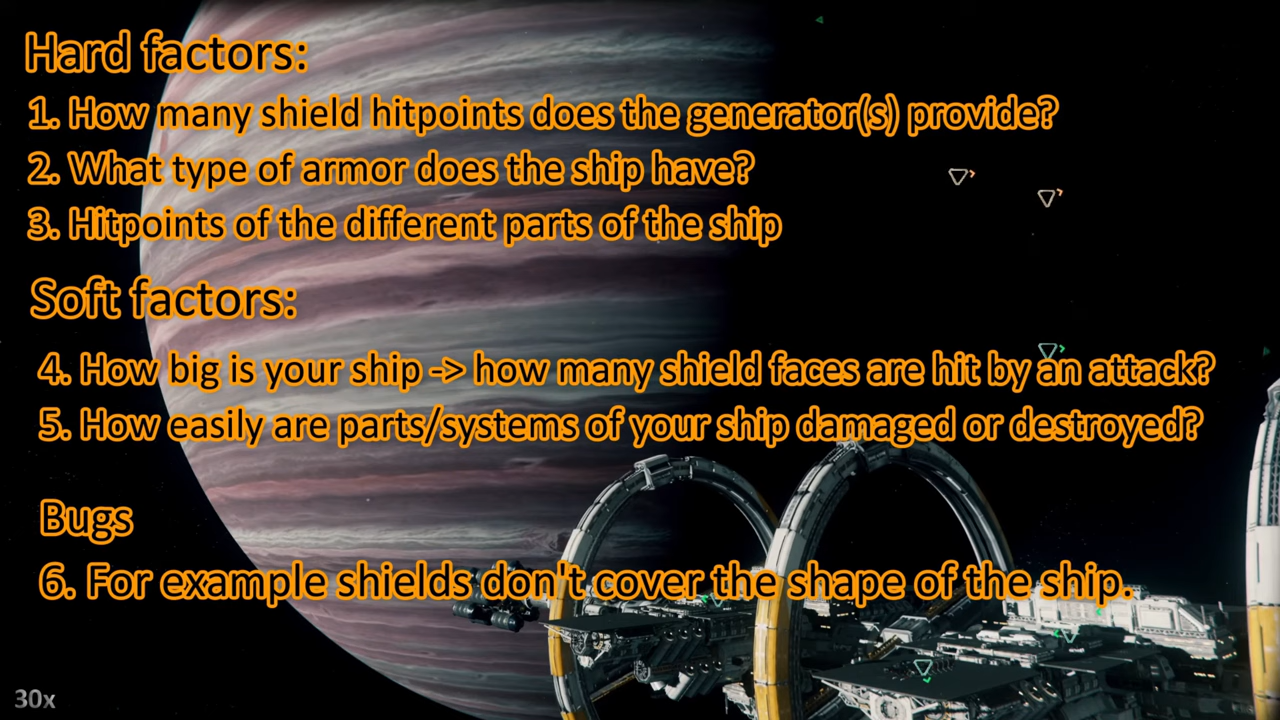 Hard factors:
1. How many shield hitpoints does the generator(s) provide?
2. What type of armor does the ship have?
3. Hitpoints of the different parts of the ship
Soft factors:
4. How big is your ship -> how many shield faces are hit by an attack?
5. How easily are parts/systems of your ship damaged or destroyed?
Bugs
6. For example shields don't cover the shape of the ship.
30x